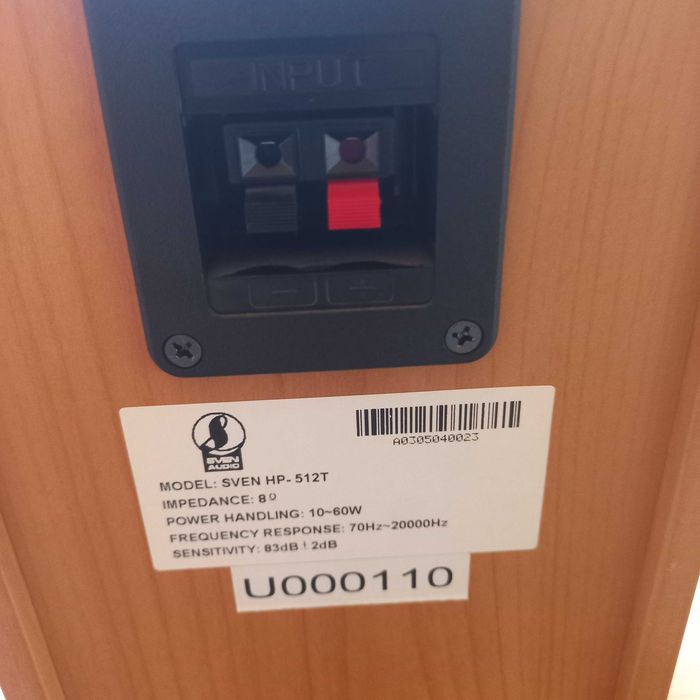 INPUT
- +
SVEN
AUDIO
A0305040023
MODEL: SVEN HP- 512T
IMPEDANCE: 8Ω
POWER HANDLING: 10~60W
FREQUENCY RESPONSE: 70Hz~20000Hz
SENSITIVITY: 83dB ± 2dB
U000110